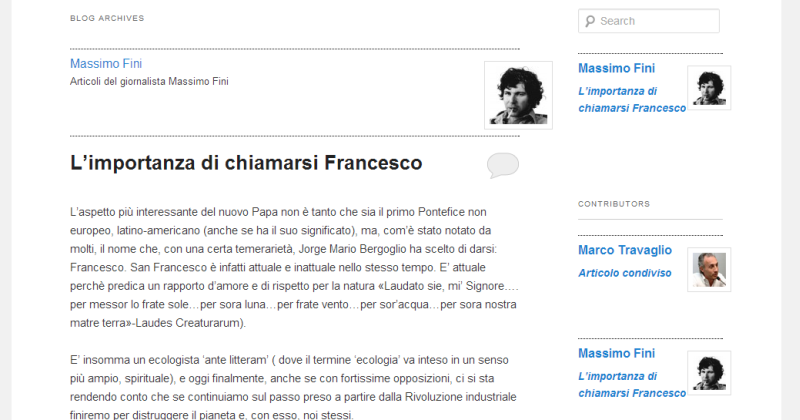 BLOG ARCHIVES
Massimo Fini
Articoli del giornalista Massimo Fini
L’importanza di chiamarsi Francesco
L’aspetto più interessante del nuovo Papa non è tanto che sia il primo Pontefice non
europeo, latino-americano (anche se ha il suo significato), ma, com’è stato notato da
molti, il nome che, con una certa temerarietà, Jorge Mario Bergoglio ha scelto di darsi:
Francesco. San Francesco è infatti attuale e inattuale nello stesso tempo. E’ attuale
perchè predica un rapporto d’amore e di rispetto per la natura «Laudato sie, mi’ Signore….
per messor lo frate sole…per sora luna…per frate vento…per sor’acqua…per sora nostra
matre terra»-Laudes Creaturarum).
E’ insomma un ecologista ‘ante litteram’ ( dove il termine ‘ecologia’ va inteso in un senso
più ampio, spirituale), e oggi finalmente, anche se con fortissime opposizioni, ci si sta
rendendo conto che se continuiamo sul passo preso a partire dalla Rivoluzione industriale
finiremo per distruggere il pianeta e, con esso, noi stessi.
Search
Massimo Fini
L’importanza di
chiamarsi Francesco
CONTRIBUTORS
Marco Travaglio
Articolo condiviso
Massimo Fini
L’importanza di
chiamarsi Francesco